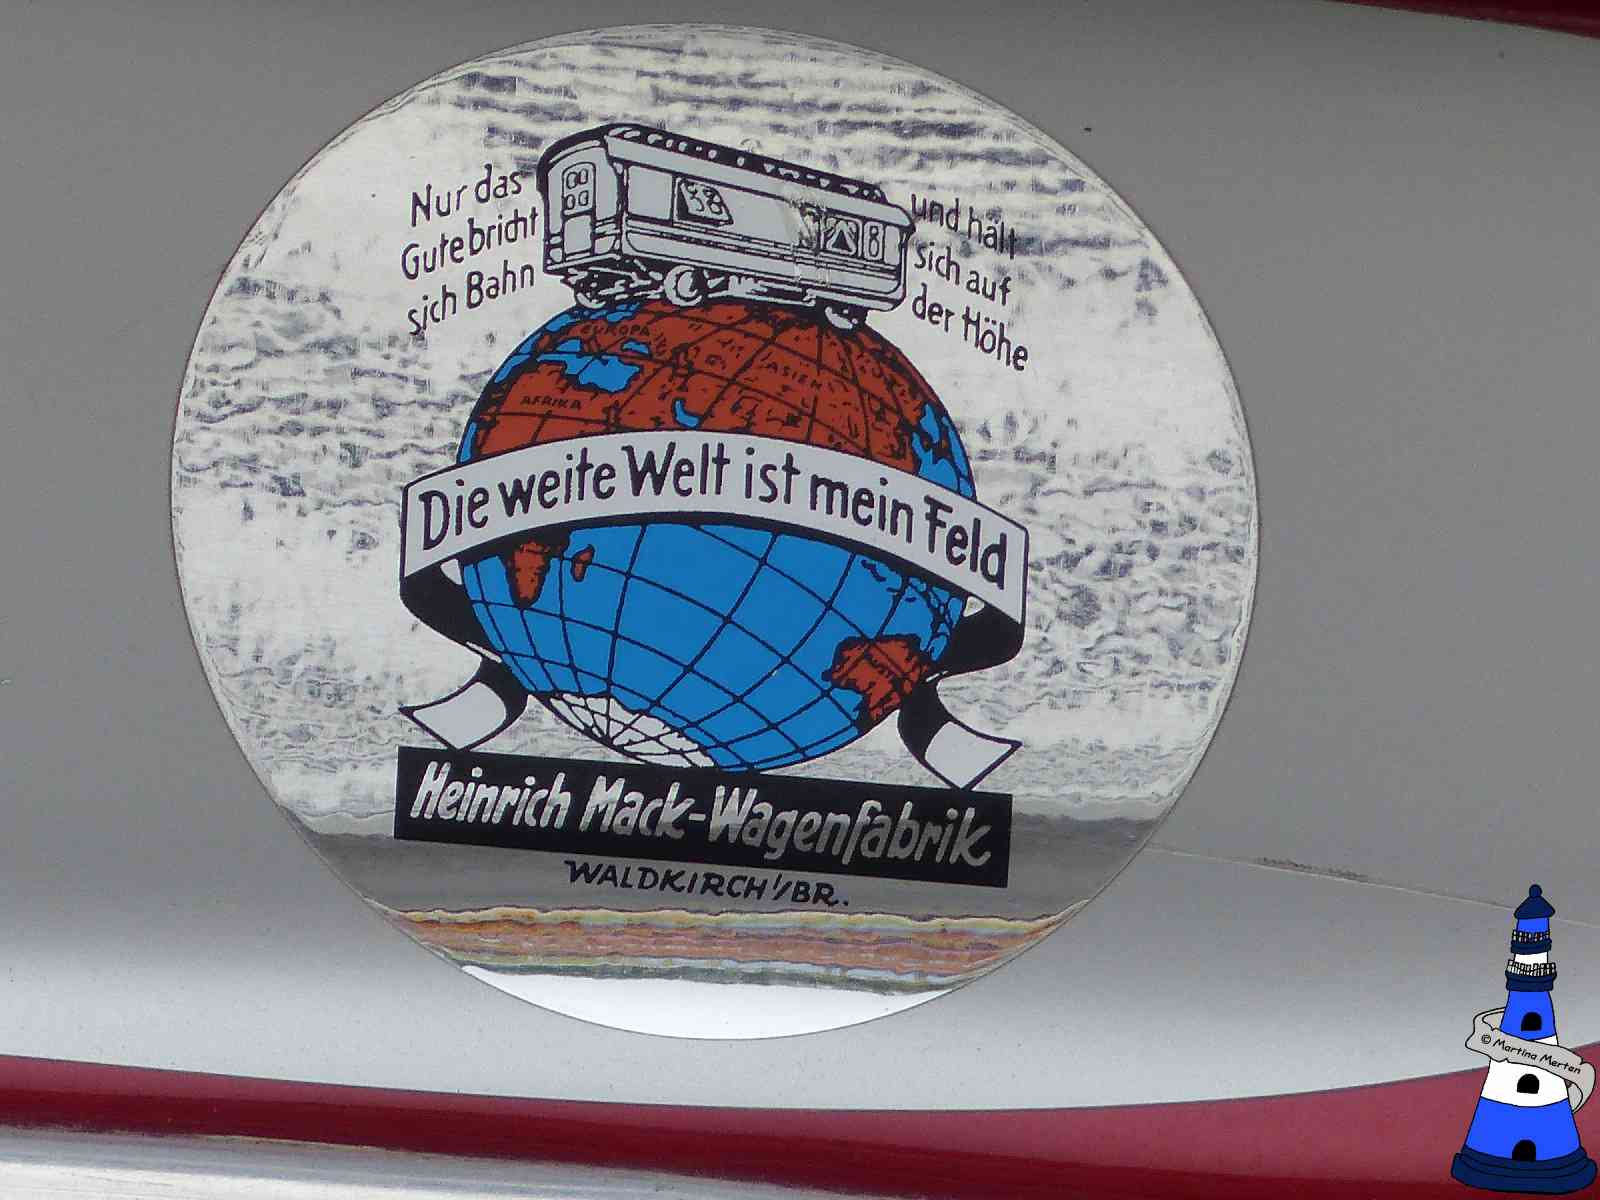 Nur das
Gute bricht
sich Bahn
und hält
sich auf
der Höhe
EUROPA
ASIEN
AFRIKA
Die weite Welt ist mein Feld
Heinrich Mack-Wagenfabrik
WALDKIRCH i/BR.
© Martina Merten